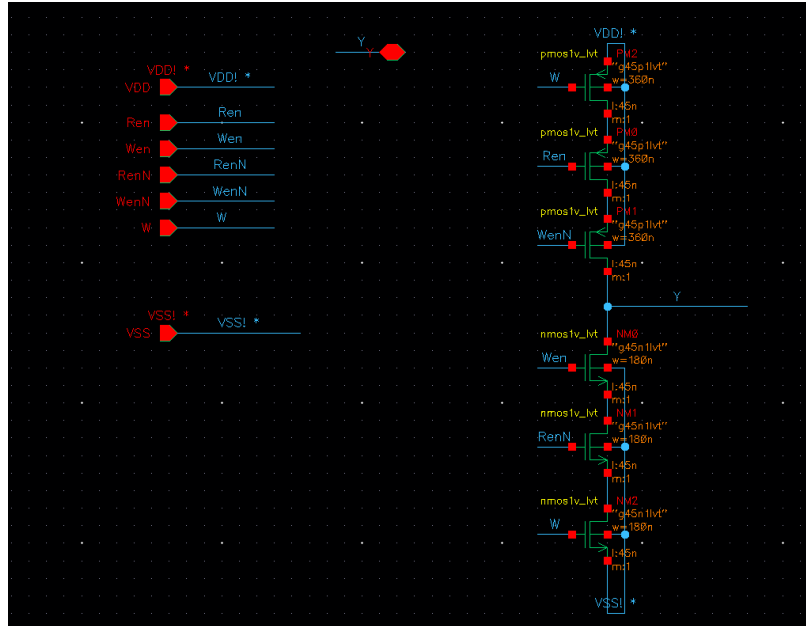 Y
Y
VDD! *
VDD! *
VDD
Ren
Ren
Wen
Wen
RenN
RenN
WenN
WenN
W
W
VSS! *
VSS! *
VSS
VDD! *
pmos1v_lvt
PM2
"g45p1lvt"
W
w=360n
l:45n
m:1
pmos1v_lvt
PM0
"g45p1lvt"
Ren
w=360n
l:45n
m:1
pmos1v_lvt
PM1
"g45p1lvt"
WenN
w=360n
l:45n
m:1
Y
nmos1v_lvt
NM0
"g45n1lvt"
Wen
w=180n
l:45n
m:1
nmos1v_lvt
NM1
"g45n1lvt"
RenN
w=180n
l:45n
m:1
nmos1v_lvt
NM2
"g45n1lvt"
W
w=180n
l:45n
m:1
VSS! *